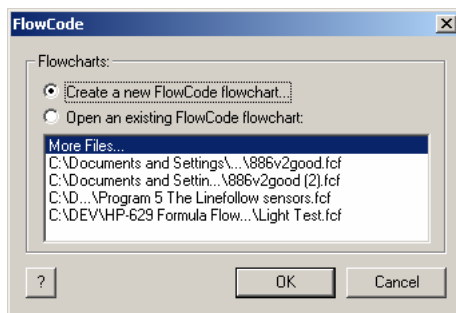 FlowCode
Flowcharts:
Create a new FlowCode flowchart...
Open an existing FlowCode flowchart:
More Files...
C:\Documents and Settings\...\886v2good.fcf
C:\Documents and Settin...\886v2good (2).fcf
C:\D...\Program 5 The Linefollow sensors.fcf
C:\DEV\HP-629 Formula Flow...\Light Test.fcf
?
OK
Cancel